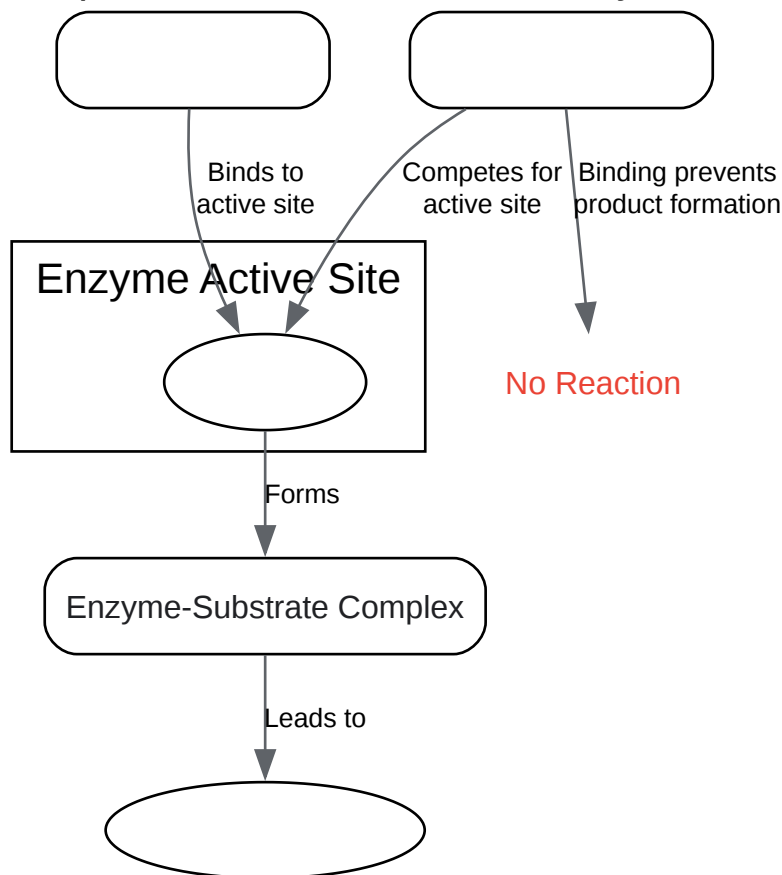 Binds to
active site
Competes for
active site
Binding prevents
product formation
Enzyme Active Site
No Reaction
Forms
Enzyme-Substrate Complex
Leads to